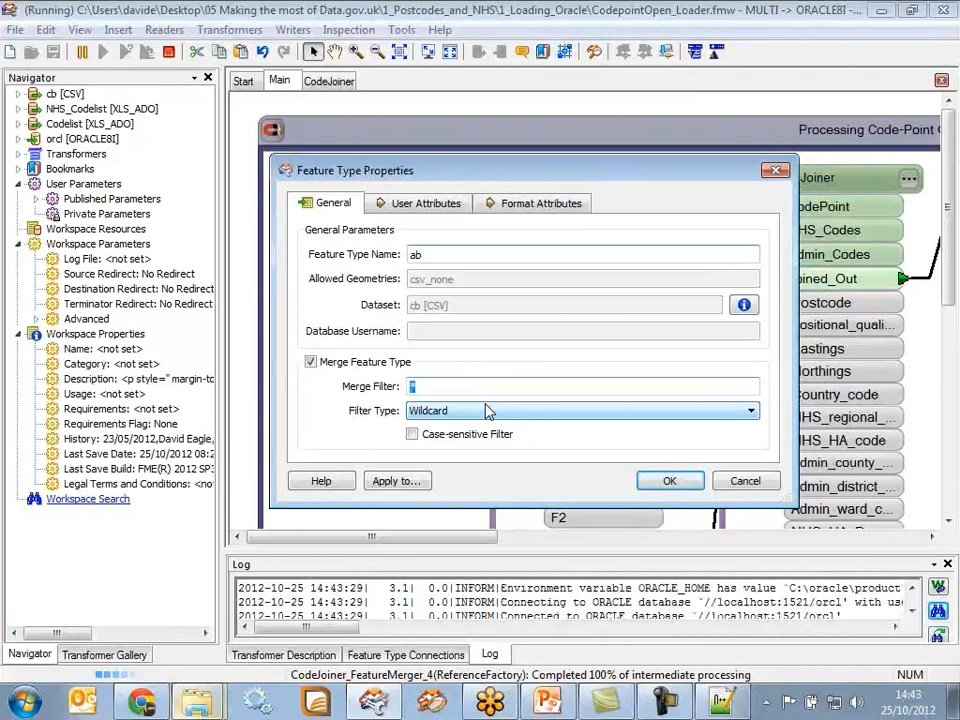 (Running) C:\Users\davide\Desktop\05 Making the most of Data.gov.uk\1_Postcodes_and_NHS\1_Loading_Oracle\CodepointOpen_Loader.fmw - MULTI -> ORACLE8I - ...
File Edit View Insert Readers Transformers Writers Inspection Tools Help
Navigator
Start Main CodeJoiner
cb [CSV]
NHS_Codelist [XLS_ADO]
Codelist [XLS_ADO]
orcl [ORACLE8I]
Transformers
Bookmarks
User Parameters
Published Parameters
Private Parameters
Workspace Resources
Workspace Parameters
Log File: <not set>
Source Redirect: No Redirect
Destination Redirect: No Redirect
Terminator Redirect: No Redirect
Advanced
Workspace Properties
Name: <not set>
Category: <not set>
Description: <p style=" margin-to
Usage: <not set>
Requirements: <not set>
Requirements Flag: None
History: 23/05/2012,David Eagle,
Last Save Date: 25/10/2012 08:2
Last Save Build: FME(R) 2012 SP3
Legal Terms and Conditions: <not
Workspace Search
Processing Code-Point O
Feature Type Properties
General User Attributes Format Attributes
General Parameters
Feature Type Name: ab
Allowed Geometries: csv_none
Dataset: cb [CSV]
Database Username:
Merge Feature Type
Merge Filter: *
Filter Type: Wildcard
Case-sensitive Filter
Help Apply to... OK Cancel
Joiner
CodePoint
HS_Codes
dmin_Codes
oined_Out
ostcode
ositional_quali...
astings
orthings
ountry_code
HS_regional_...
HS_HA_code
dmin_county_...
dmin_district_...
dmin_ward_c...
F2
Log
2012-10-25 14:43:29| 3.1| 0.0|INFORM|Environment variable ORACLE_HOME has value `C:\oracle\product
2012-10-25 14:43:29| 3.1| 0.0|INFORM|Connecting to ORACLE database `//localhost:1521/orcl' with use
2012-10-25 14:43:29| 3.1| 0.0|INFORM|Connected to ORACLE database `//localhost:1521/orcl'
Navigator Transformer Gallery
Transformer Description Feature Type Connections Log
CodeJoiner_FeatureMerger_4(ReferenceFactory): Completed 100% of intermediate processing
NUM
14:43
25/10/2012